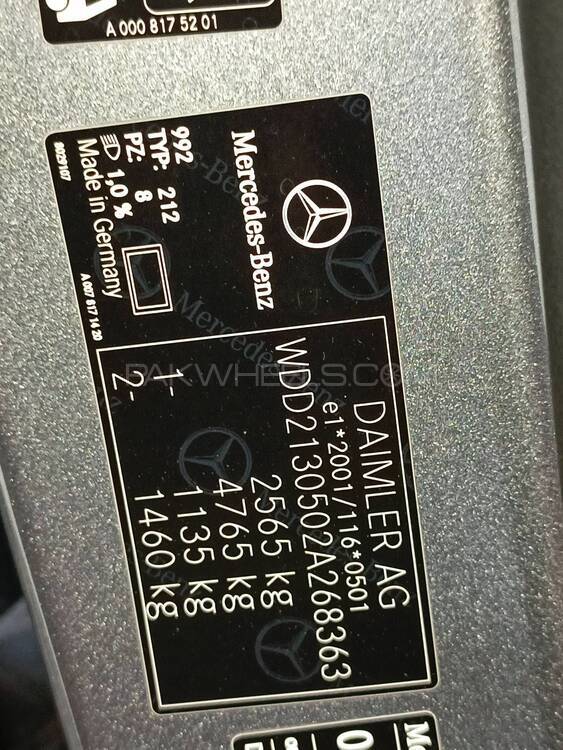 A 000 817 52 01
Mercedes-Benz
992
TYP: 212
PZ: 8
1,0 %
Made in Germany
8029107
A 007 817 14 20
DAIMLER AG
e1*2001/116*0501
WDD2130502A268363
2565 kg
4765 kg
1- 1135 kg
2- 1460 kg
PAKWHEELS.COM